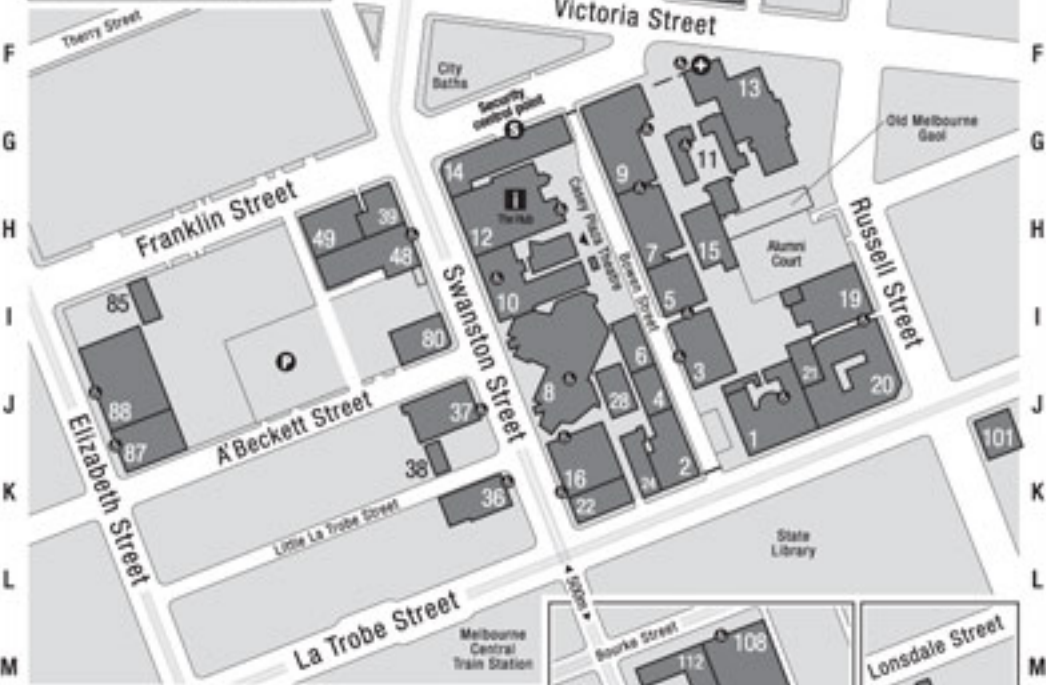 Victoria Street
Therry Street
F
F
City
Baths
Security
control point
S
13
G
G
Old Melbourne
Gaol
14
11
9
i
The Hub
Franklin Street
H
H
49
39
48
12
Casey Plaza Theatre
7
15
Alumni
Court
Russell Street
85
10
Bowen Street
5
19
I
I
Swanston Street
80
P
6
3
21
20
8
28
4
J
J
88
37
A'Beckett Street
1
101
87
38
16
2
24
K
K
Elizabeth Street
36
22
Little La Trobe Street
State
Library
L
L
500m
La Trobe Street
Melbourne
Central
Train Station
Bourke Street
108
112
Lonsdale Street
M
M